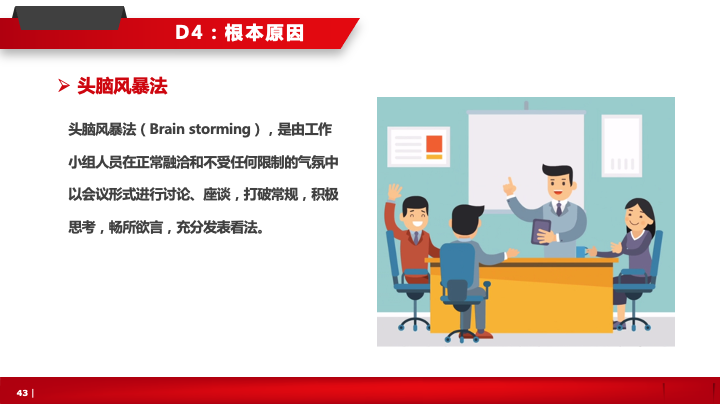 D4：根本原因
头脑风暴法
头脑风暴法（Brain storming），是由工作
小组人员在正常融洽和不受任何限制的气氛中
以会议形式进行讨论、座谈，打破常规，积极
思考，畅所欲言，充分发表看法。
43 |